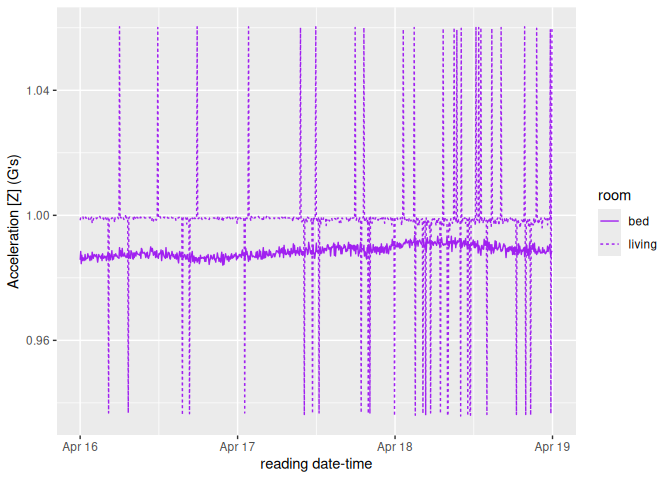 1.04
1.00
0.96
Acceleration [Z] (G's)
Apr 16
Apr 17
Apr 18
Apr 19
reading date-time
room
bed
living